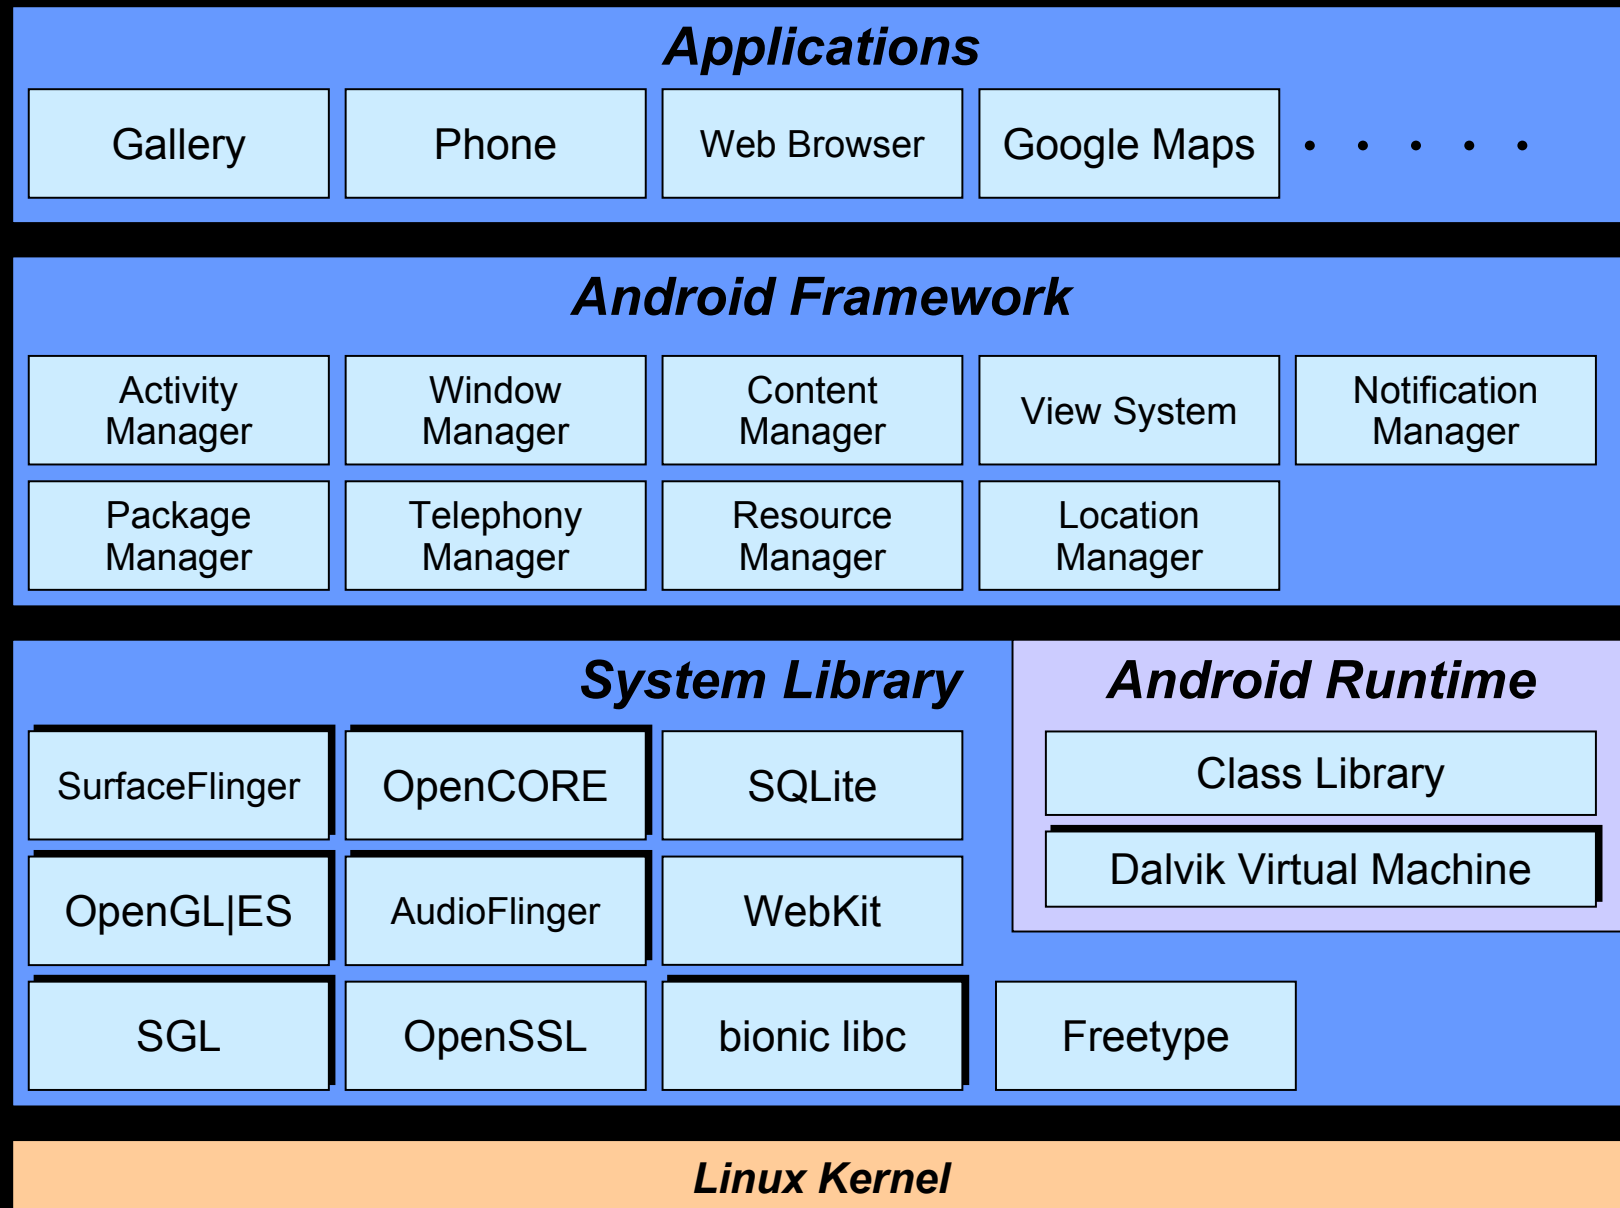 Applications
Gallery
Phone
Web Browser
Google Maps
. . . . .
Android Framework
Activity
Manager
Window
Manager
Content
Manager
View System
Notification
Manager
Package
Manager
Telephony
Manager
Resource
Manager
Location
Manager
System Library
SurfaceFlinger
OpenCORE
SQLite
OpenGL|ES
AudioFlinger
WebKit
SGL
OpenSSL
bionic libc
Freetype
Android Runtime
Class Library
Dalvik Virtual Machine
Linux Kernel